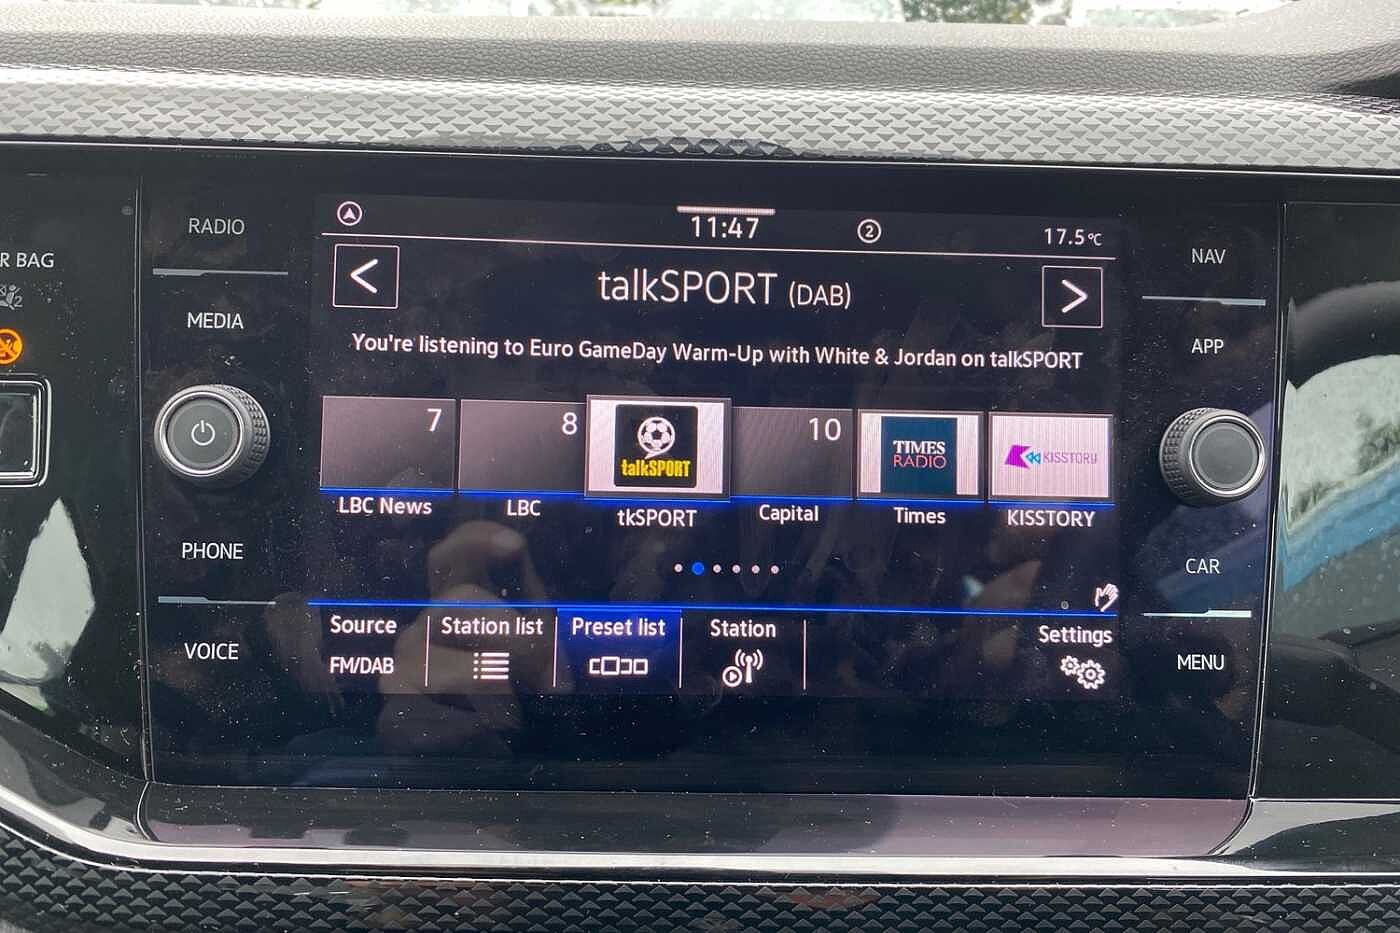 RADIO
MEDIA
PHONE
VOICE
R BAG
2
11:47
2
17.5°C
<
talkSPORT (DAB)
>
You're listening to Euro GameDay Warm-Up with White & Jordan on talkSPORT
7
8
talkSPORT
10
TIMES
RADIO
KISSTORY
LBC News
LBC
tkSPORT
Capital
Times
KISSTORY
Source
FM/DAB
Station list
Preset list
Station
Settings
NAV
APP
CAR
MENU